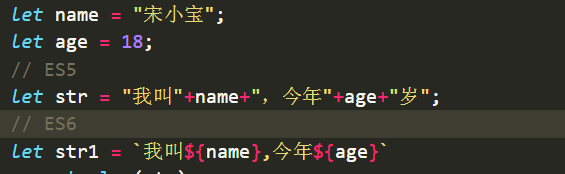 let name = "宋小宝";
let age = 18;
// ES5
let str = "我叫"+name+"，今年"+age+"岁";
// ES6
let str1 = `我叫${name},今年${age}`